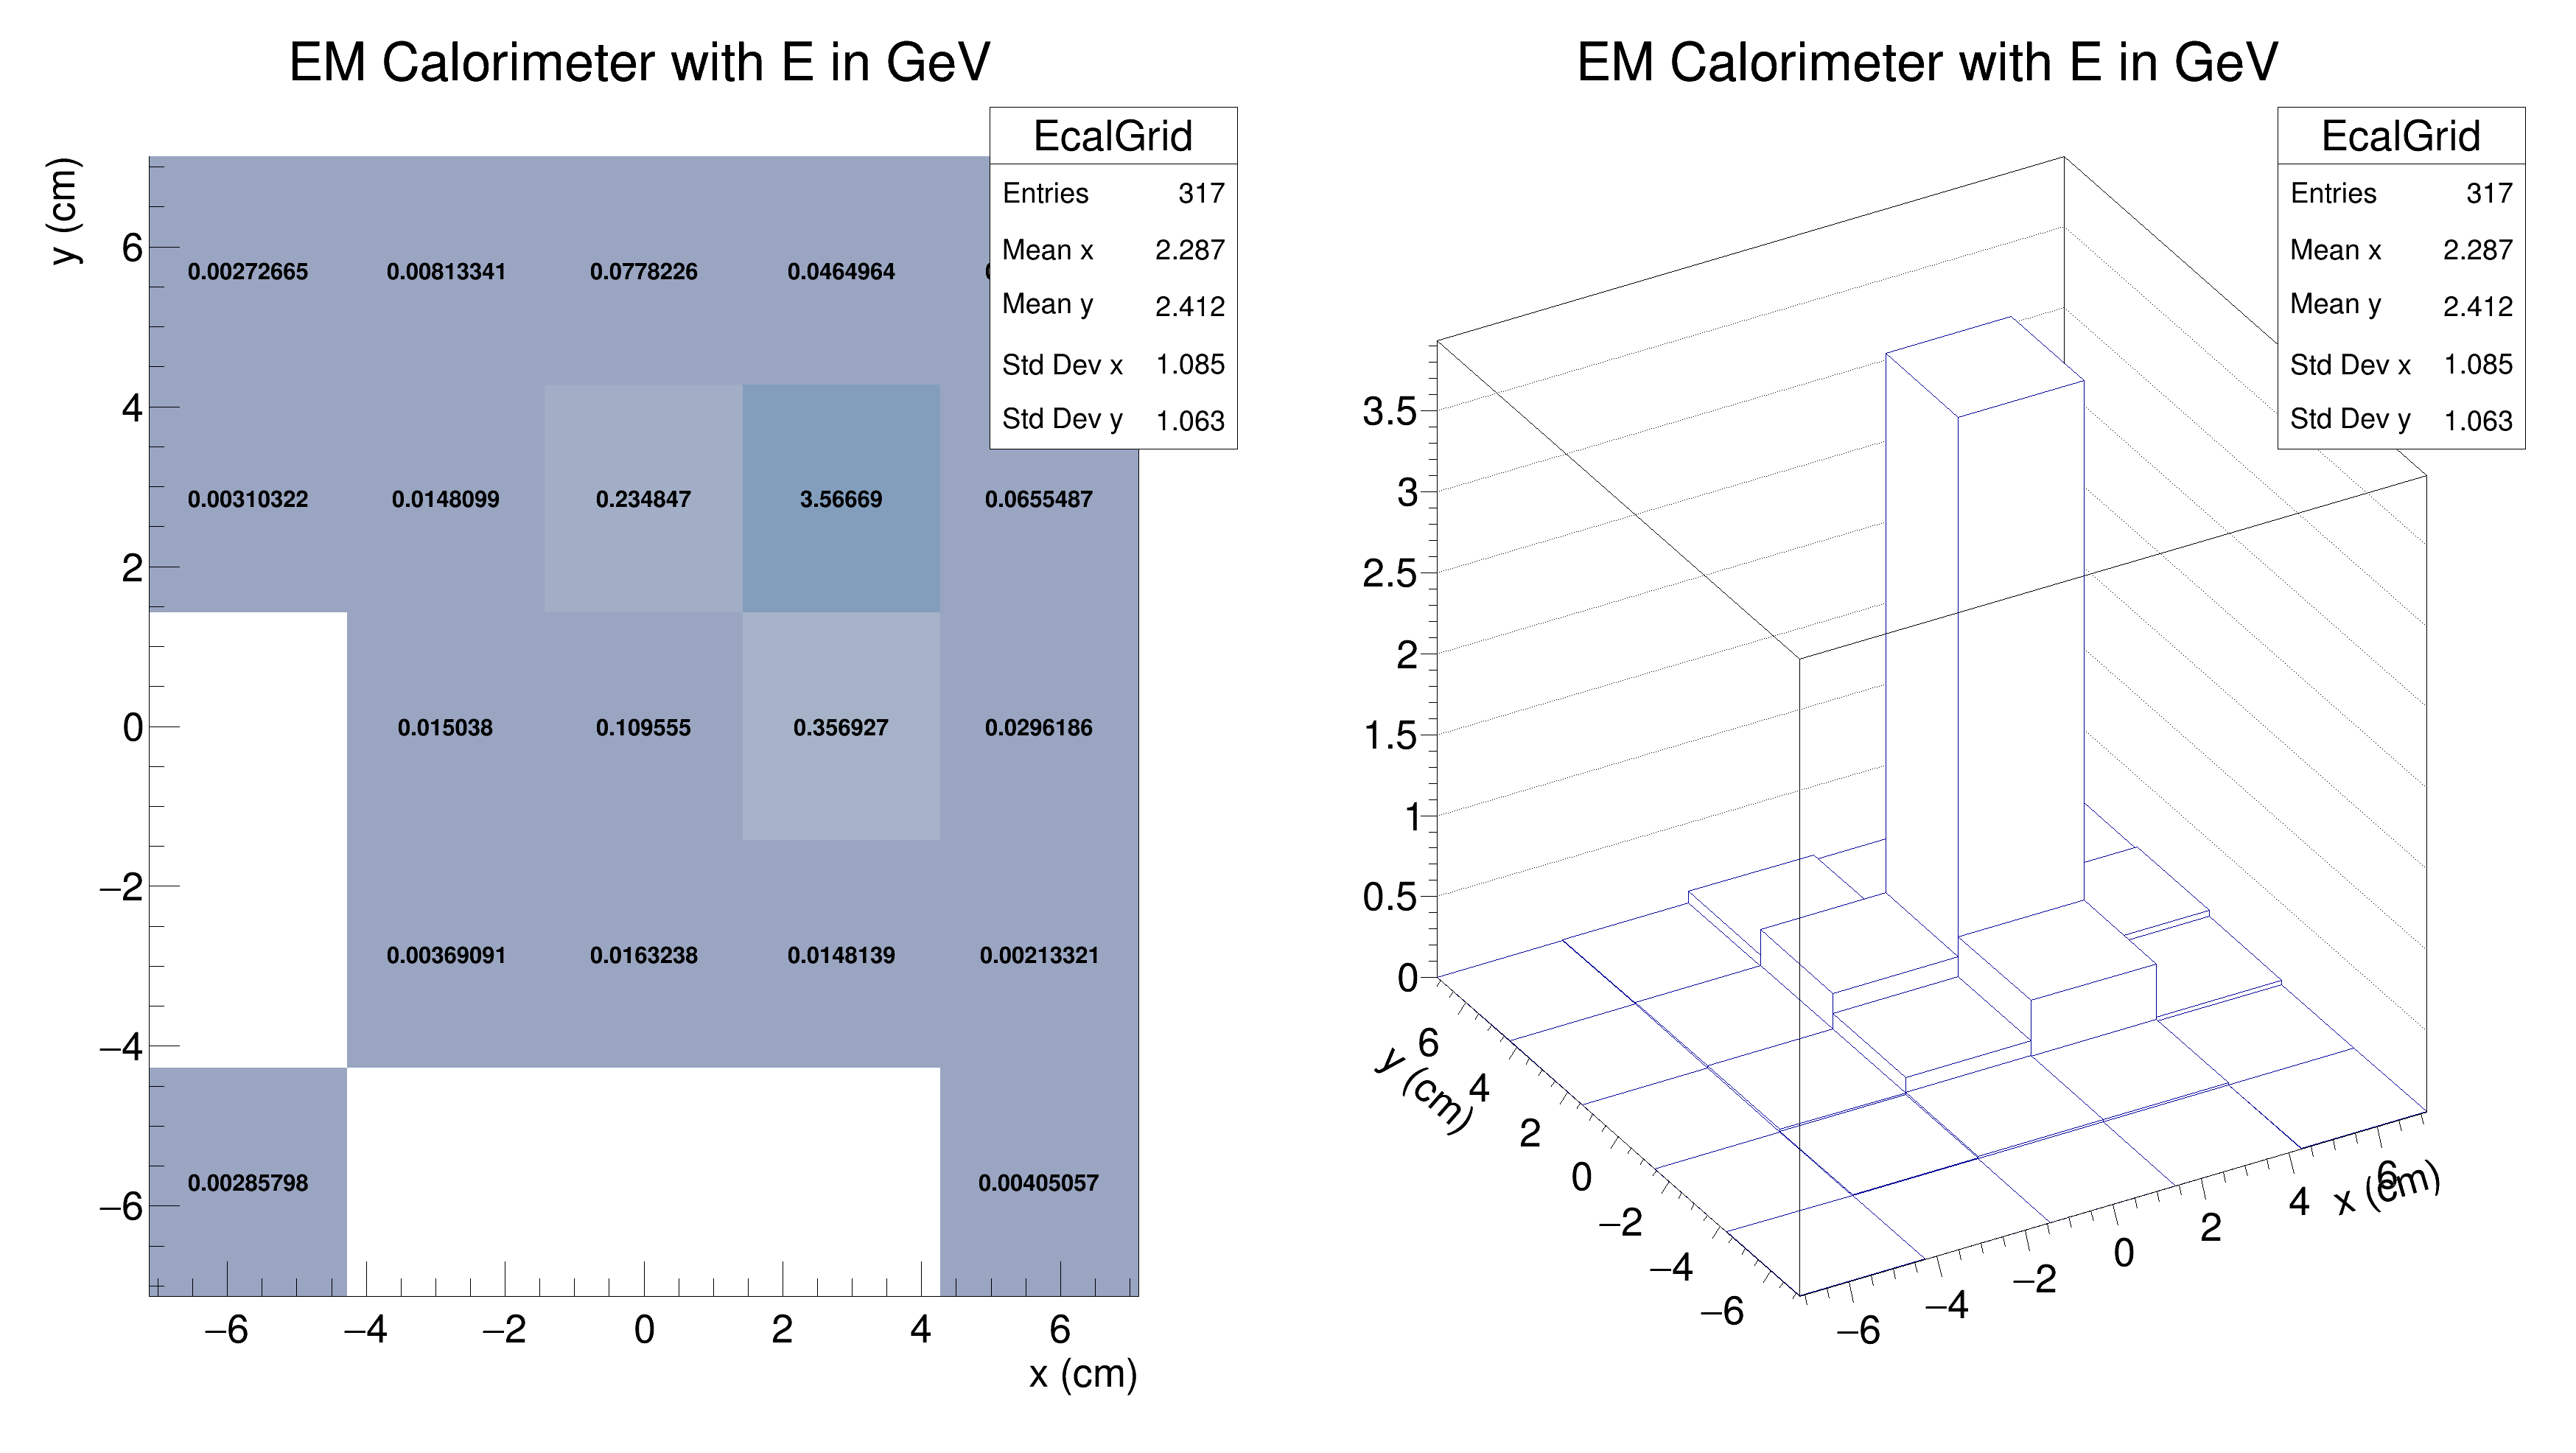 EM Calorimeter with E in GeV
EcalGrid
Entries 317
Mean x 2.287
Mean y 2.412
Std Dev x 1.085
Std Dev y 1.063
y (cm)
6
4
2
0
−2
−4
−6
0.00272665 0.00813341 0.0778226 0.0464964
0.00310322 0.0148099 0.234847 3.56669 0.0655487
0.015038 0.109555 0.356927 0.0296186
0.00369091 0.0163238 0.0148139 0.00213321
0.00285798 0.00405057
−6 −4 −2 0 2 4 6
x (cm)
EM Calorimeter with E in GeV
EcalGrid
Entries 317
Mean x 2.287
Mean y 2.412
Std Dev x 1.085
Std Dev y 1.063
3.5
3
2.5
2
1.5
1
0.5
0
6
4
2
0
−2
−4
−6
y (cm)
−6
−4
−2
0
2
4
6
x (cm)